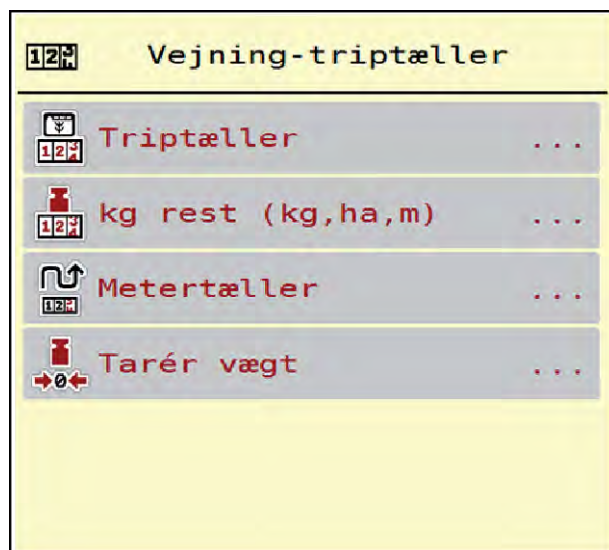 Vejning-triptæller
Triptæller ...
kg rest (kg,ha,m) ...
Metertæller ...
Tarér vægt ...